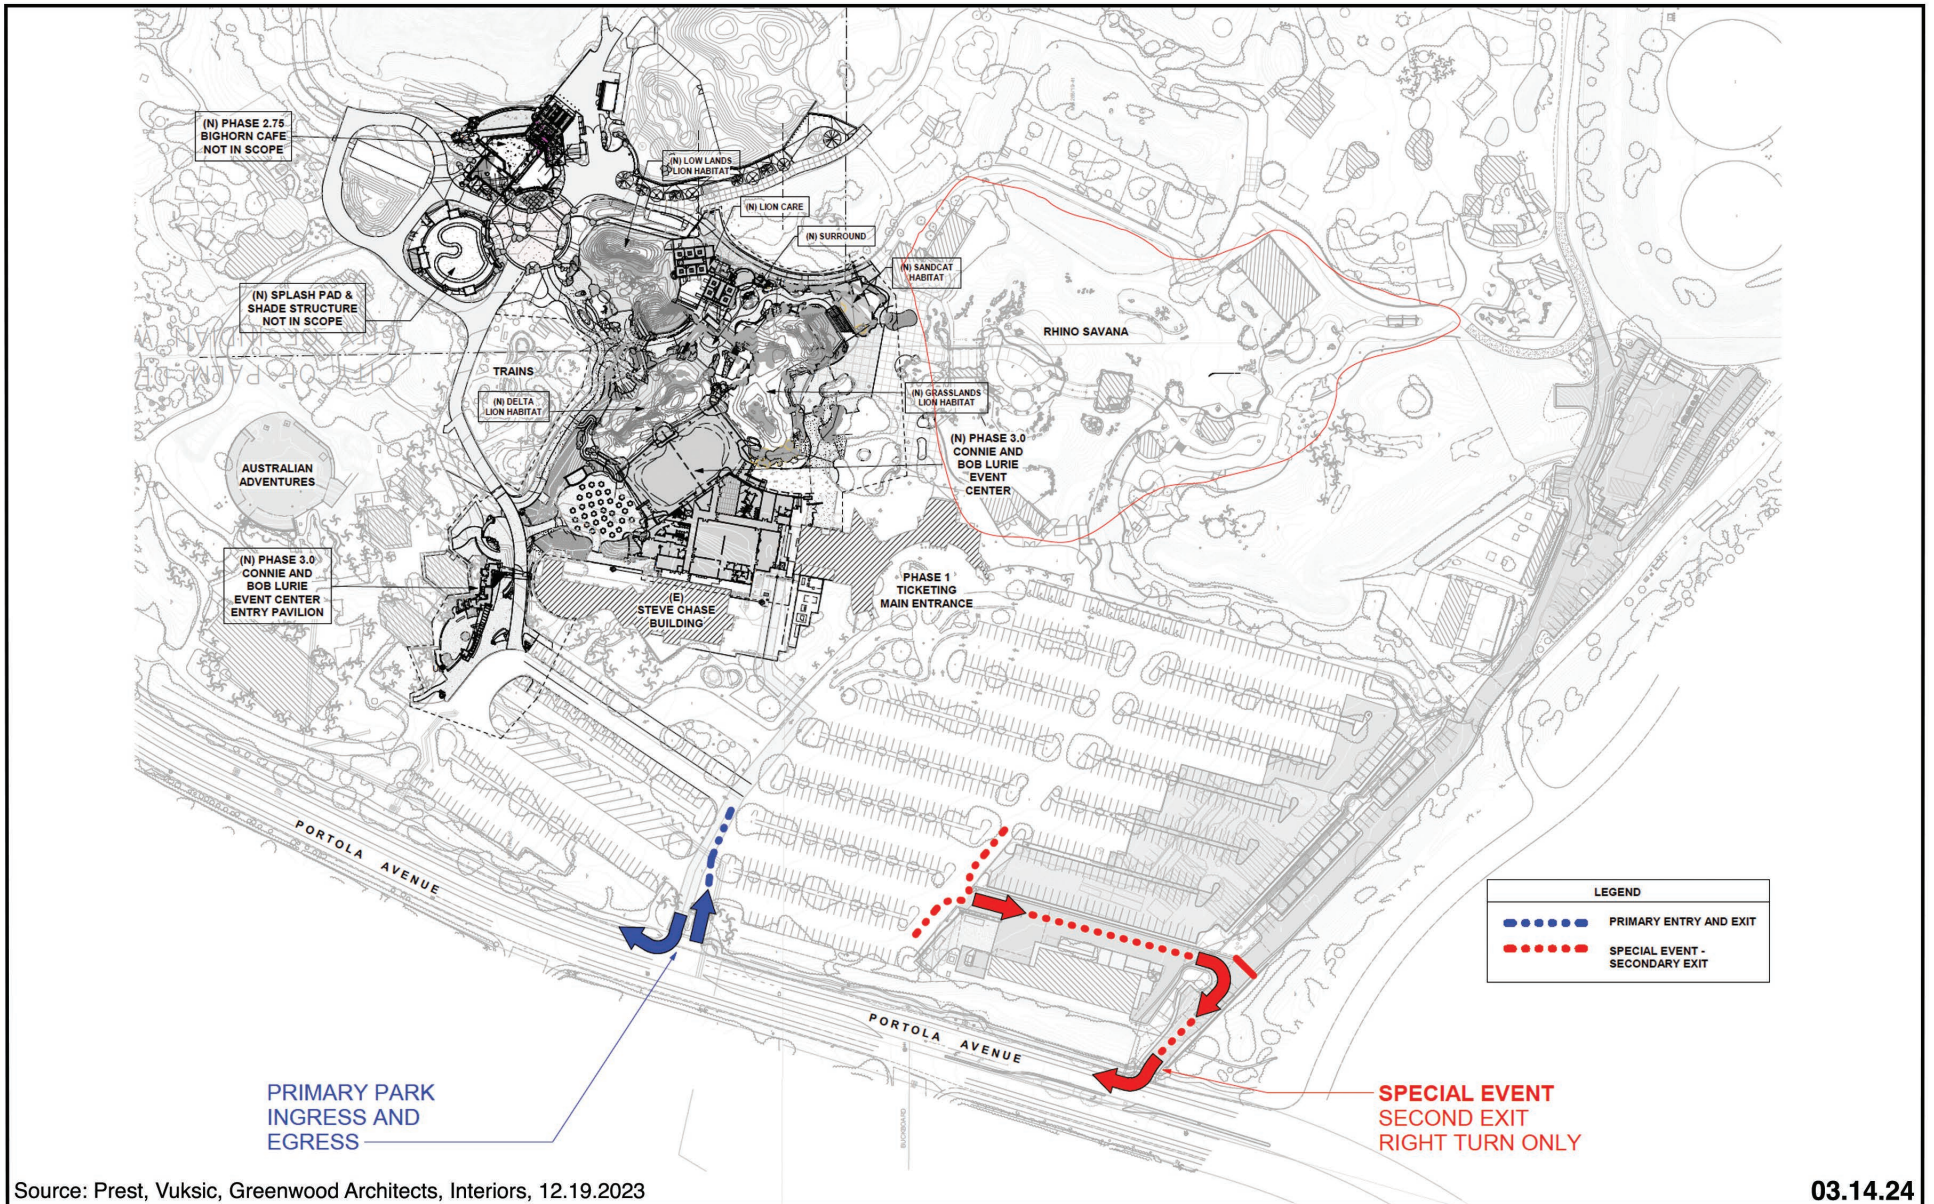 (N) PHASE 2.75
BIGHORN CAFE
NOT IN SCOPE
(N) LOW LANDS
LION HABITAT
(N) LION CARE
(N) SURROUND
(N) SANDCAT
HABITAT
(N) SPLASH PAD &
SHADE STRUCTURE
NOT IN SCOPE
RHINO SAVANA
TRAINS
(N) DELTA
LION HABITAT
(N) GRASSLANDS
LION HABITAT
(N) PHASE 3.0
CONNIE AND
BOB LURIE
EVENT
CENTER
AUSTRALIAN
ADVENTURES
(N) PHASE 3.0
CONNIE AND
BOB LURIE
EVENT CENTER
ENTRY PAVILION
(E)
STEVE CHASE
BUILDING
PHASE 1
TICKETING
MAIN ENTRANCE
PORTOLA AVENUE
PORTOLA AVENUE
BUCKBOARD
LEGEND
PRIMARY ENTRY AND EXIT
SPECIAL EVENT -
SECONDARY EXIT
PRIMARY PARK
INGRESS AND
EGRESS
SPECIAL EVENT
SECOND EXIT
RIGHT TURN ONLY
Source: Prest, Vuksic, Greenwood Architects, Interiors, 12.19.2023
03.14.24